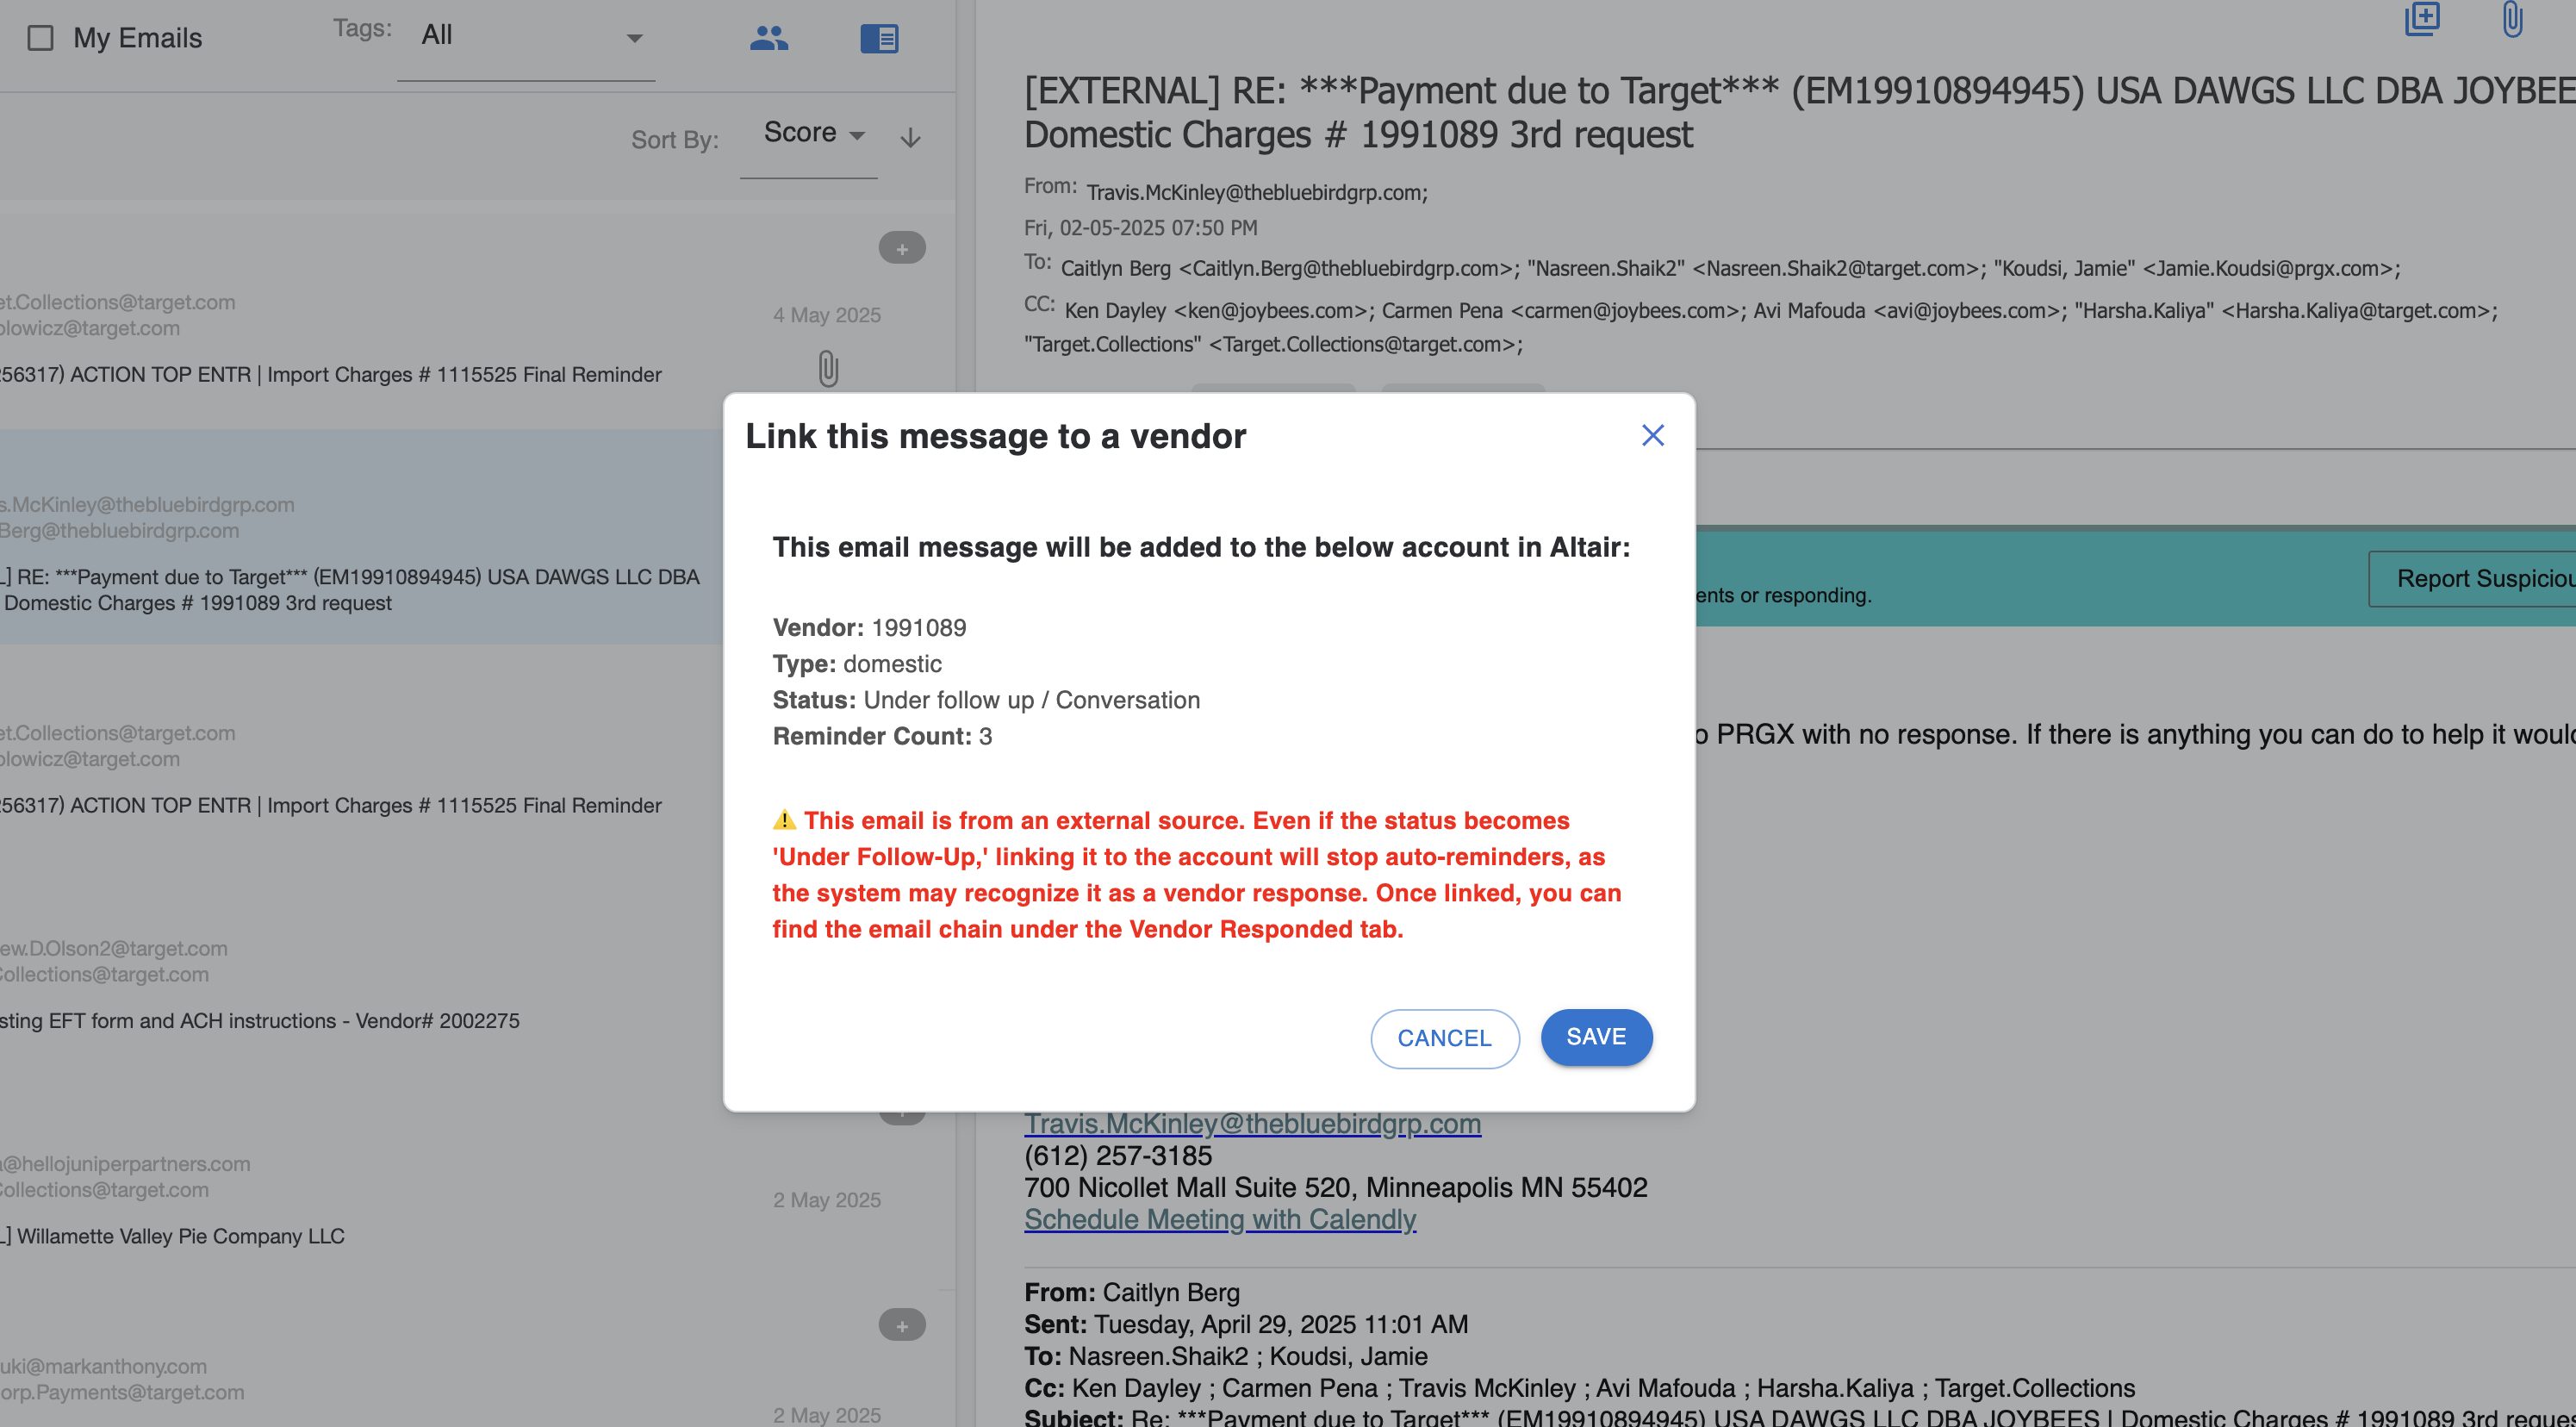 My Emails
Tags: All
Sort By: Score
+
et.Collections@target.com
olowicz@target.com
4 May 2025
256317) ACTION TOP ENTR | Import Charges # 1115525 Final Reminder
s.McKinley@thebluebirdgrp.com
Berg@thebluebirdgrp.com
L] RE: ***Payment due to Target*** (EM19910894945) USA DAWGS LLC DBA
Domestic Charges # 1991089 3rd request
et.Collections@target.com
olowicz@target.com
256317) ACTION TOP ENTR | Import Charges # 1115525 Final Reminder
ew.D.Olson2@target.com
Collections@target.com
sting EFT form and ACH instructions - Vendor# 2002275
a@hellojuniperpartners.com
Collections@target.com
2 May 2025
L] Willamette Valley Pie Company LLC
+
uki@markanthony.com
orp.Payments@target.com
2 May 2025
[EXTERNAL] RE: ***Payment due to Target*** (EM19910894945) USA DAWGS LLC DBA JOYBEE
Domestic Charges # 1991089 3rd request
From: Travis.McKinley@thebluebirdgrp.com;
Fri, 02-05-2025 07:50 PM
To: Caitlyn Berg <Caitlyn.Berg@thebluebirdgrp.com>; "Nasreen.Shaik2" <Nasreen.Shaik2@target.com>; "Koudsi, Jamie" <Jamie.Koudsi@prgx.com>;
CC: Ken Dayley <ken@joybees.com>; Carmen Pena <carmen@joybees.com>; Avi Mafouda <avi@joybees.com>; "Harsha.Kaliya" <Harsha.Kaliya@target.com>;
"Target.Collections" <Target.Collections@target.com>;
Link this message to a vendor
This email message will be added to the below account in Altair:
Vendor: 1991089
Type: domestic
Status: Under follow up / Conversation
Reminder Count: 3
⚠ This email is from an external source. Even if the status becomes
'Under Follow-Up,' linking it to the account will stop auto-reminders, as
the system may recognize it as a vendor response. Once linked, you can
find the email chain under the Vendor Responded tab.
CANCEL
SAVE
Report Suspiciou
ents or responding.
o PRGX with no response. If there is anything you can do to help it would
Travis.McKinley@thebluebirdgrp.com
(612) 257-3185
700 Nicollet Mall Suite 520, Minneapolis MN 55402
Schedule Meeting with Calendly
From: Caitlyn Berg
Sent: Tuesday, April 29, 2025 11:01 AM
To: Nasreen.Shaik2 ; Koudsi, Jamie
Cc: Ken Dayley ; Carmen Pena ; Travis McKinley ; Avi Mafouda ; Harsha.Kaliya ; Target.Collections
Subject: Re: ***Payment due to Target*** (EM19910894945) USA DAWGS LLC DBA JOYBEES | Domestic Charges # 1991089 3rd reque